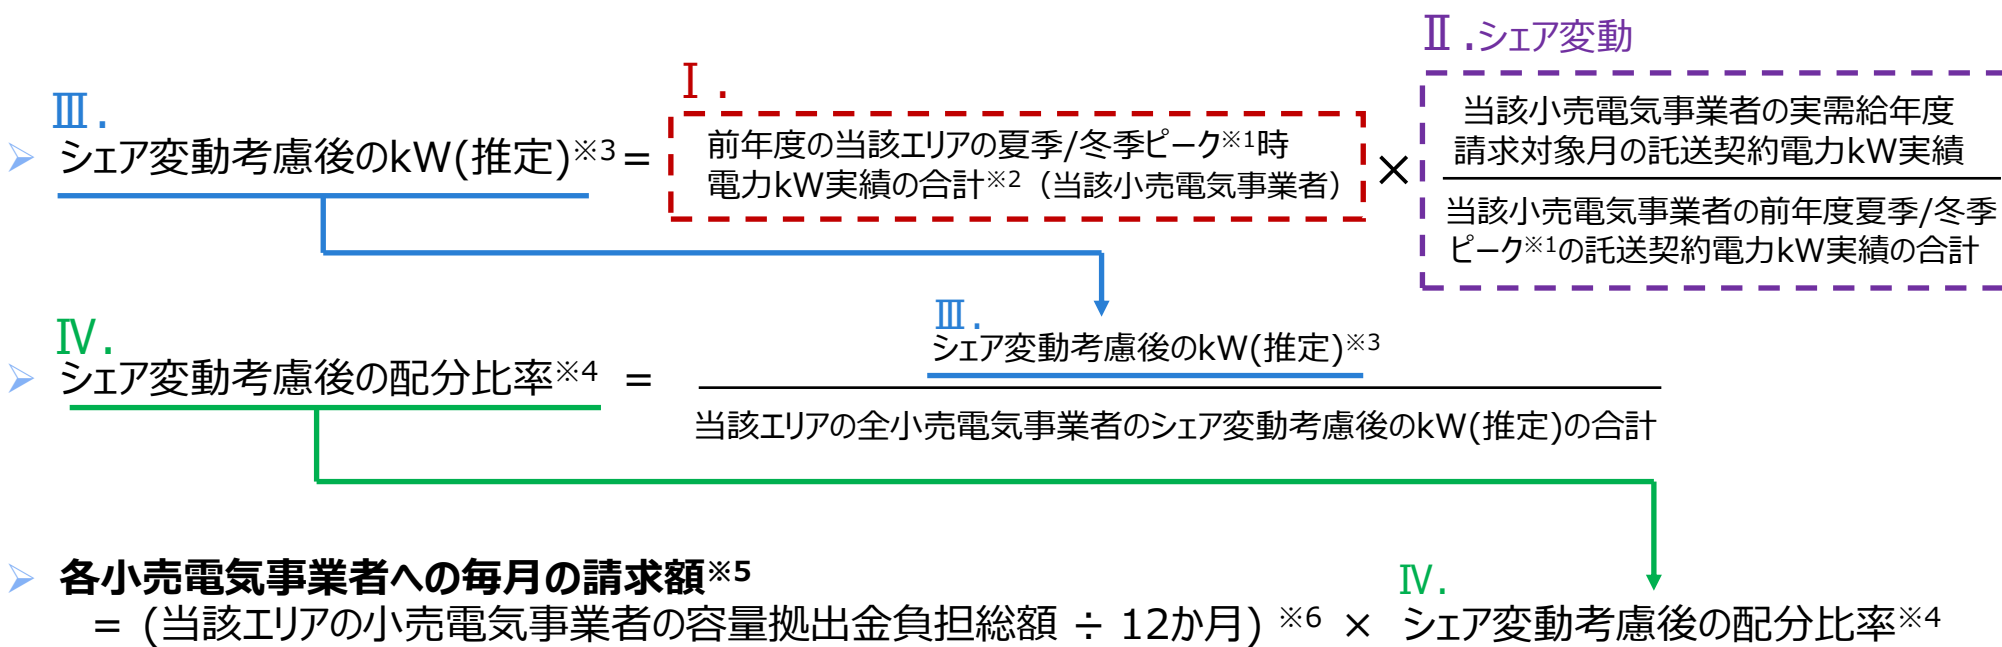 Ⅱ.シェア変動
Ⅰ.
Ⅲ.
シェア変動考慮後のkW(推定)※3=
前年度の当該エリアの夏季/冬季ピーク※1時
電力kW実績の合計※2（当該小売電気事業者）
×
当該小売電気事業者の実需給年度
請求対象月の託送契約電力kW実績
当該小売電気事業者の前年度夏季/冬季
ピーク※1の託送契約電力kW実績の合計
Ⅳ.
シェア変動考慮後の配分比率※4 =
Ⅲ.
シェア変動考慮後のkW(推定)※3
当該エリアの全小売電気事業者のシェア変動考慮後のkW(推定)の合計
各小売電気事業者への毎月の請求額※5
Ⅳ.
= (当該エリアの小売電気事業者の容量拠出金負担総額 ÷ 12か月) ※6 × シェア変動考慮後の配分比率※4